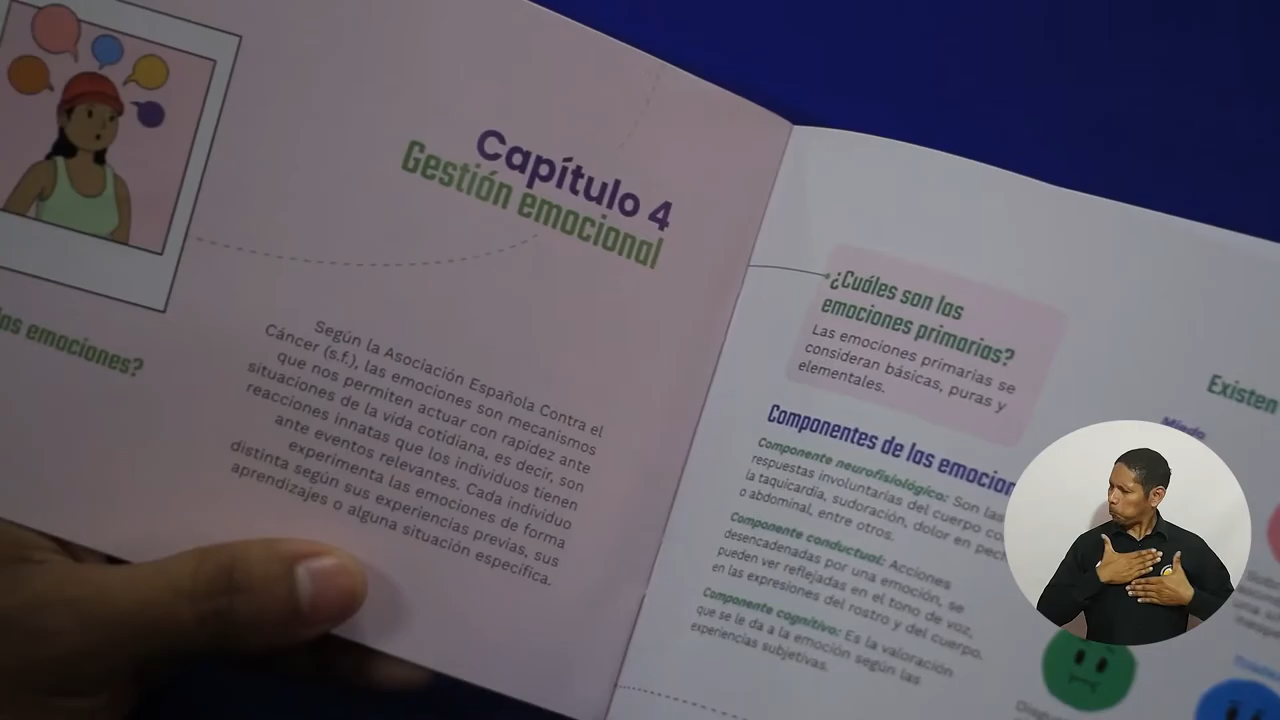 Capítulo 4
Gestión emocional
las emociones?
Según la Asociación Española Contra el
Cáncer (s.f.), las emociones son mecanismos
que nos permiten actuar con rapidez ante
situaciones de la vida cotidiana, es decir, son
reacciones innatas que los individuos tienen
ante eventos relevantes. Cada individuo
experimenta las emociones de forma
distinta según sus experiencias previas, sus
aprendizajes o alguna situación específica.
¿Cuáles son las
emociones primarias?
Las emociones primarias se
consideran básicas, puras y
elementales.
Componentes de las emocion
Componente neurofisiológico: Son las
respuestas involuntarias del cuerpo co
la taquicardia, sudoración, dolor en pech
o abdominal, entre otros.
Componente conductual: Acciones
desencadenadas por una emoción, se
pueden ver reflejadas en el tono de voz,
en las expresiones del rostro y del cuerpo.
Componente cognitivo: Es la valoración
que se le da a la emoción según las
experiencias subjetivas.
Existen
Miedo